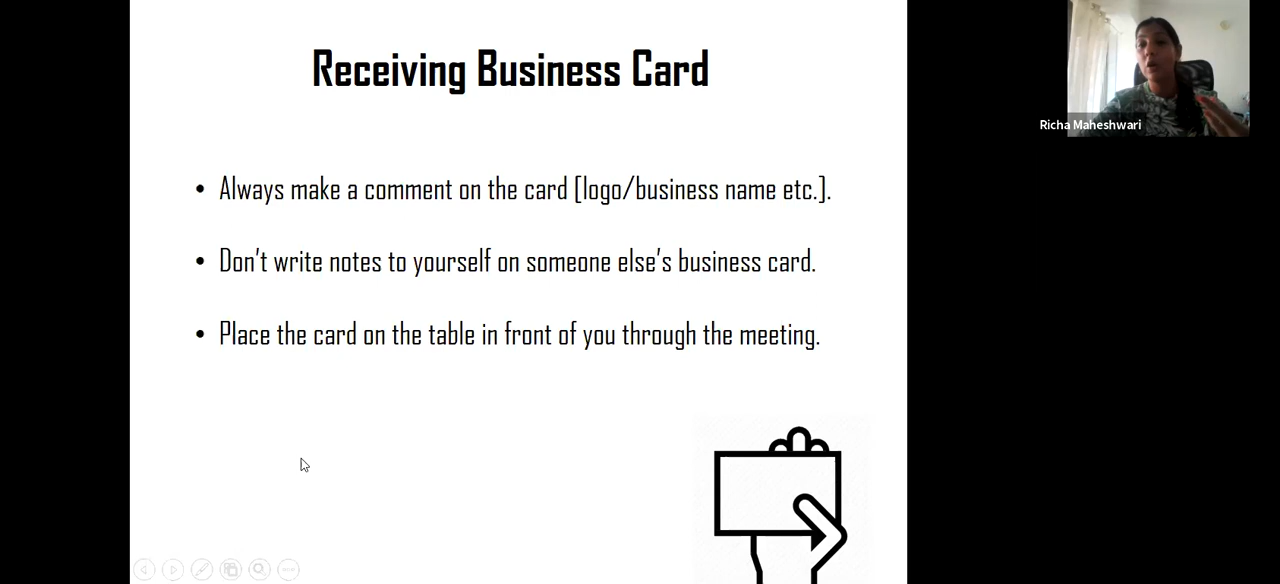 Receiving Business Card
Richa Maheshwari
• Always make a comment on the card [logo/business name etc.].
• Don't write notes to yourself on someone else's business card.
• Place the card on the table in front of you through the meeting.